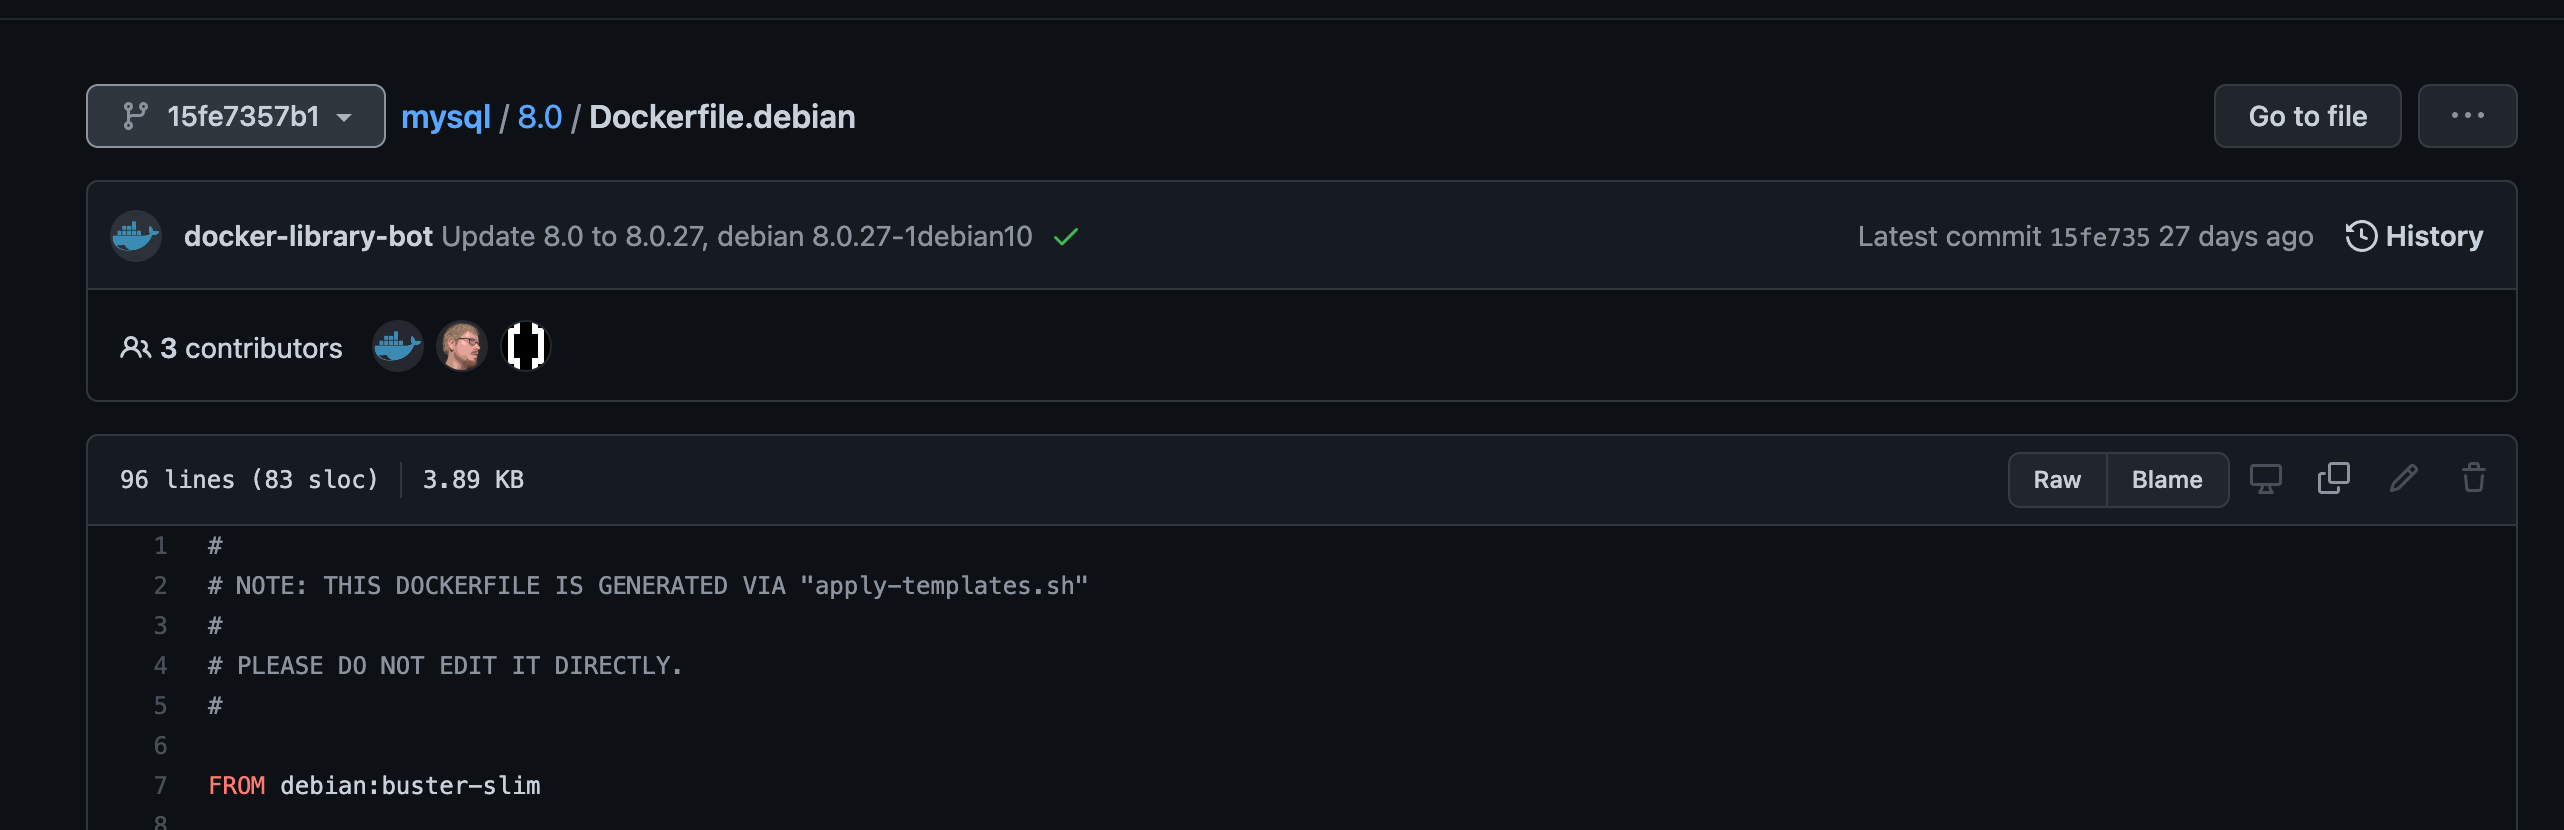 15fe7357b1 mysql / 8.0 / Dockerfile.debian Go to file ...
docker-library-bot Update 8.0 to 8.0.27, debian 8.0.27-1debian10 Latest commit 15fe735 27 days ago History
3 contributors
96 lines (83 sloc) 3.89 KB Raw Blame
1 #
2 # NOTE: THIS DOCKERFILE IS GENERATED VIA "apply-templates.sh"
3 #
4 # PLEASE DO NOT EDIT IT DIRECTLY.
5 #
6
7 FROM debian:buster-slim
8